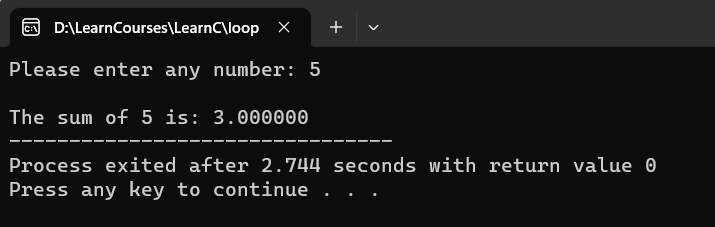 D:\LearnCourses\LearnC\loop
Please enter any number: 5
The sum of 5 is: 3.000000
--------------------------------
Process exited after 2.744 seconds with return value 0
Press any key to continue . . .